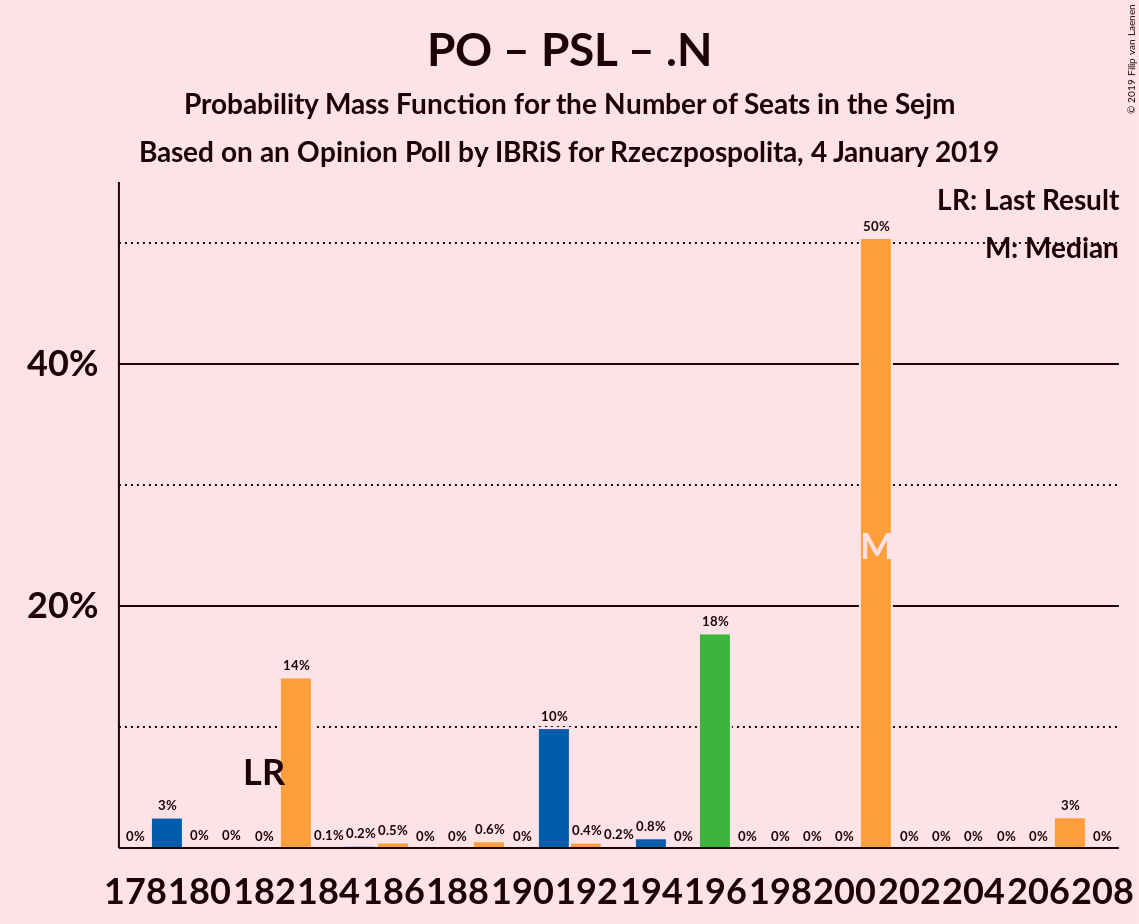 PO – PSL – .N
Probability Mass Function for the Number of Seats in the Sejm
Based on an Opinion Poll by IBRiS for Rzeczpospolita, 4 January 2019
© 2019 Filip van Laenen
LR: Last Result
M: Median
50%
40%
M
20%
18%
14%
10%
LR
3%
3%
0% 0% 0% 0% 0.1% 0.2% 0.5% 0% 0% 0.6% 0% 0.4% 0.2% 0.8% 0% 0% 0% 0% 0% 0% 0% 0% 0% 0% 0%
178 180 182 184 186 188 190 192 194 196 198 200 202 204 206 208